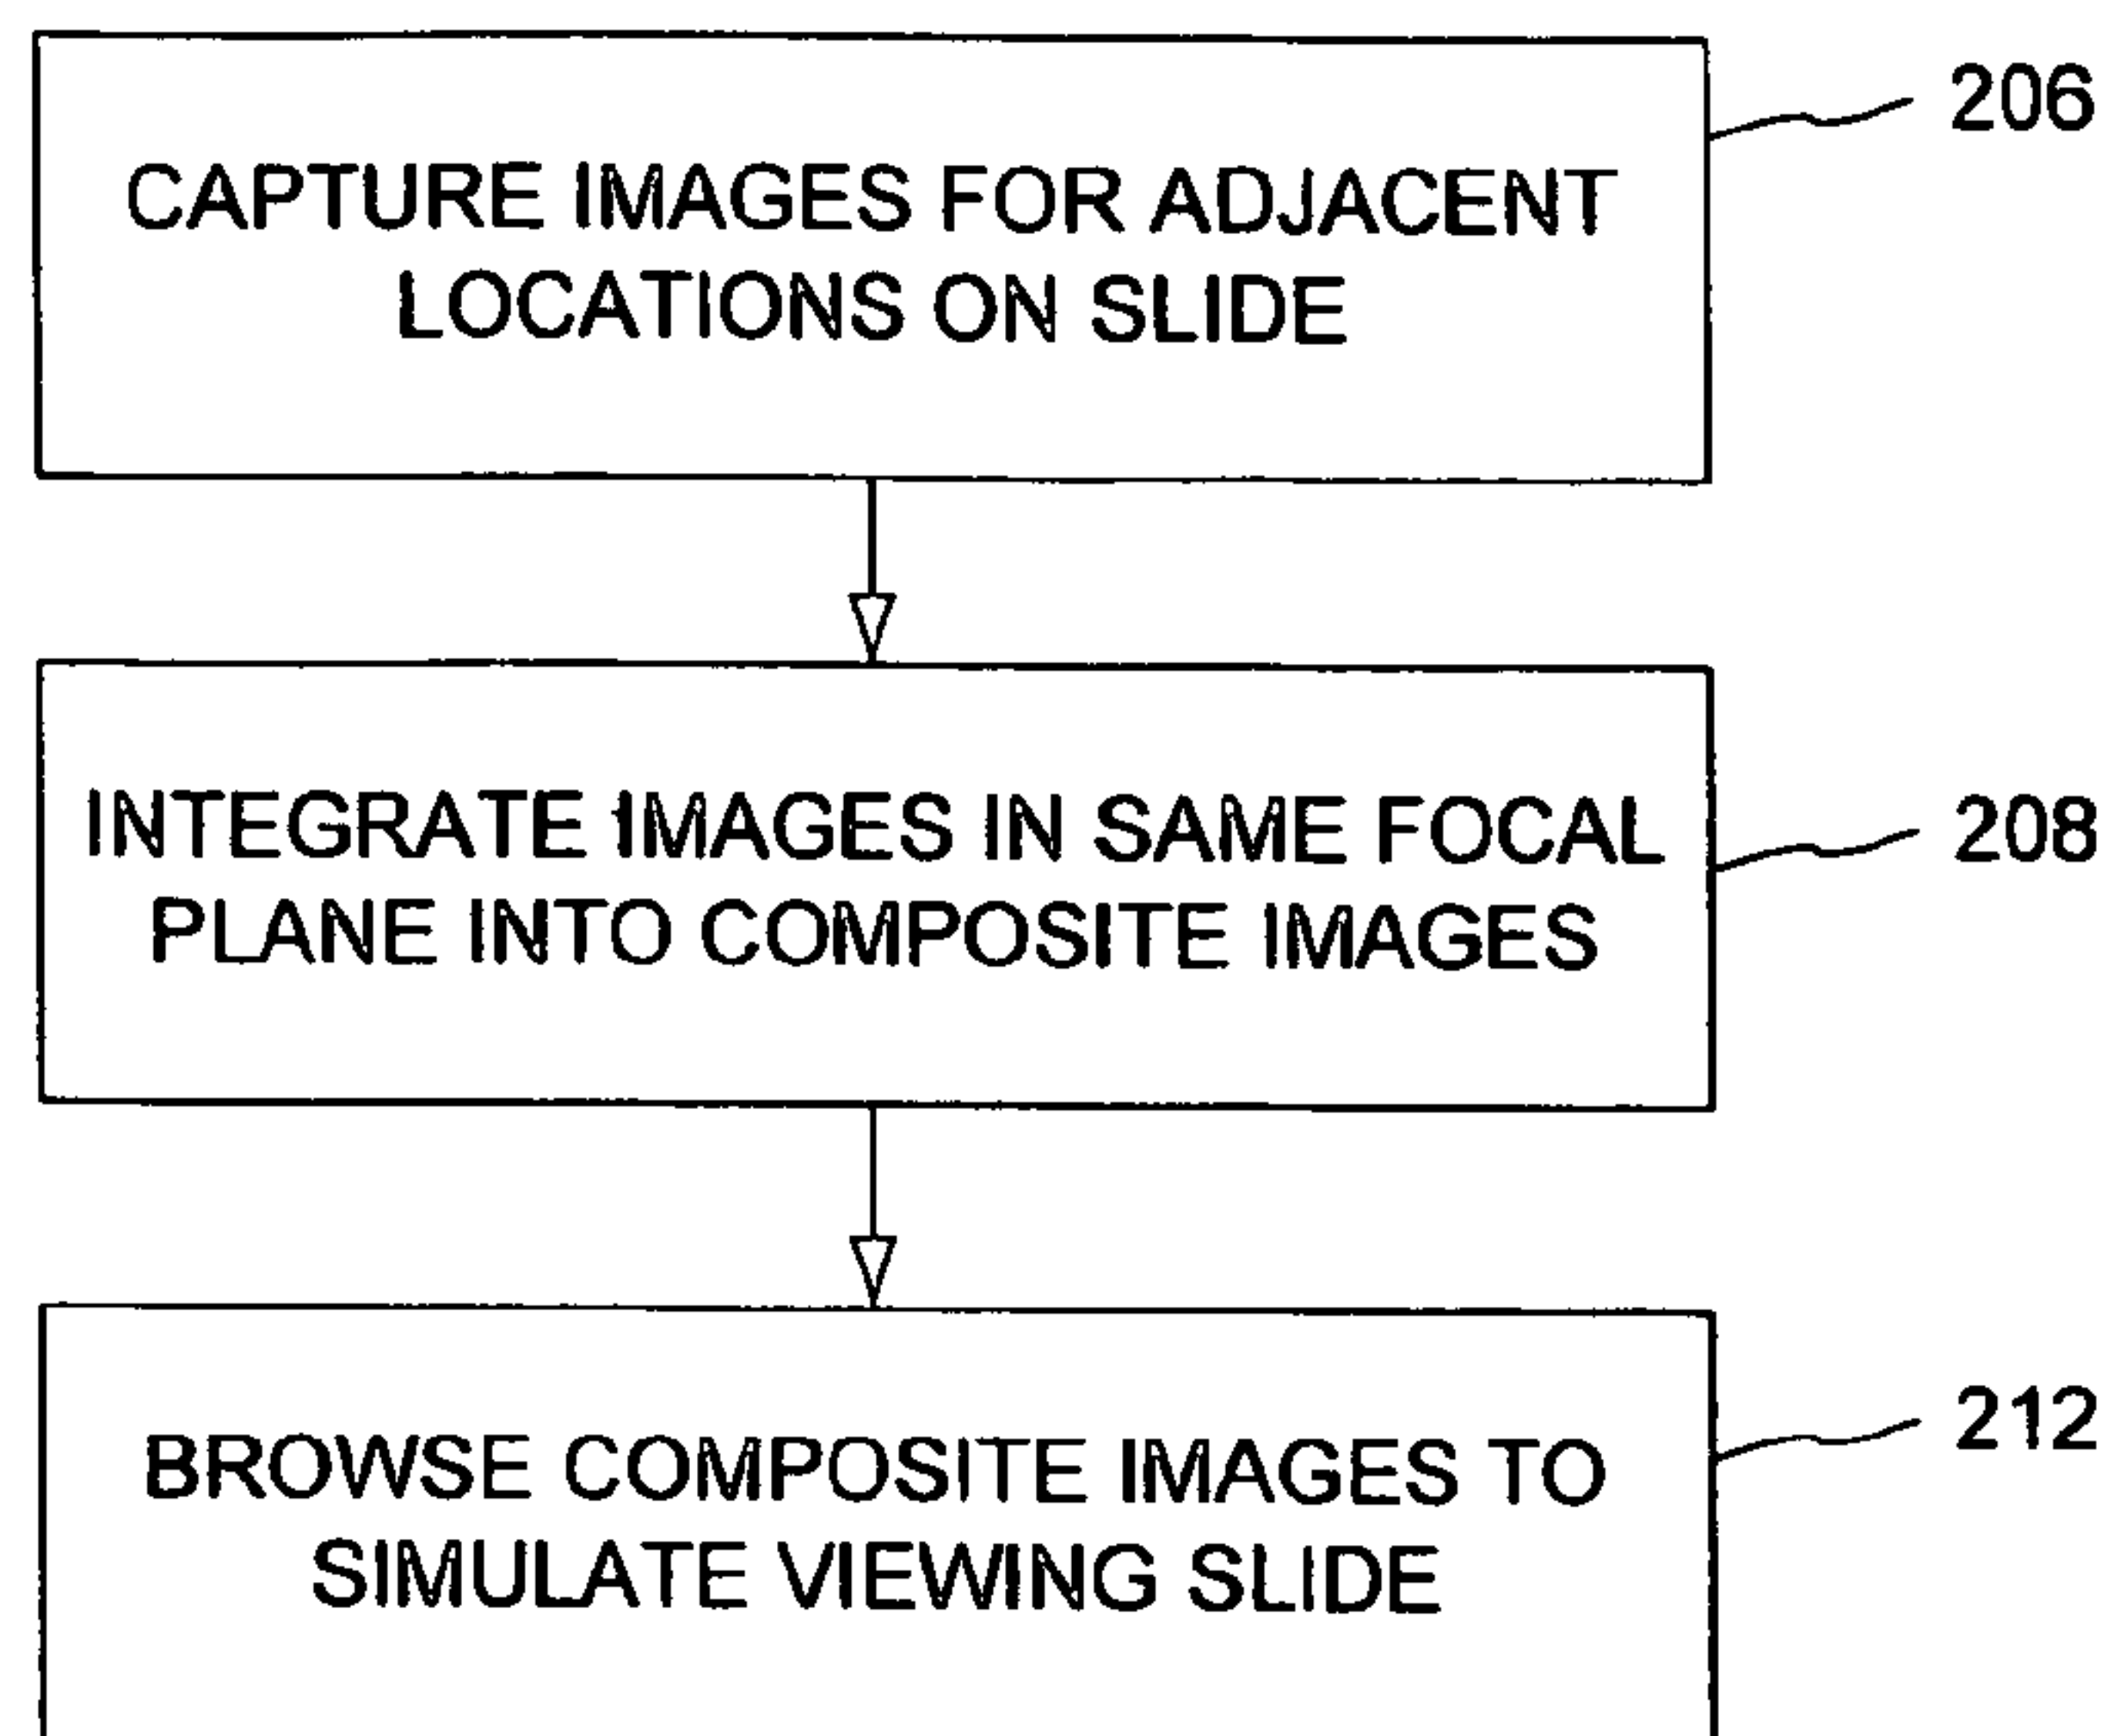 206
CAPTURE IMAGES FOR ADJACENT
LOCATIONS ON SLIDE
INTEGRATE IMAGES IN SAME FOCAL
PLANE INTO COMPOSITE IMAGES
208
BROWSE COMPOSITE IMAGES TO
SIMULATE VIEWING SLIDE
212